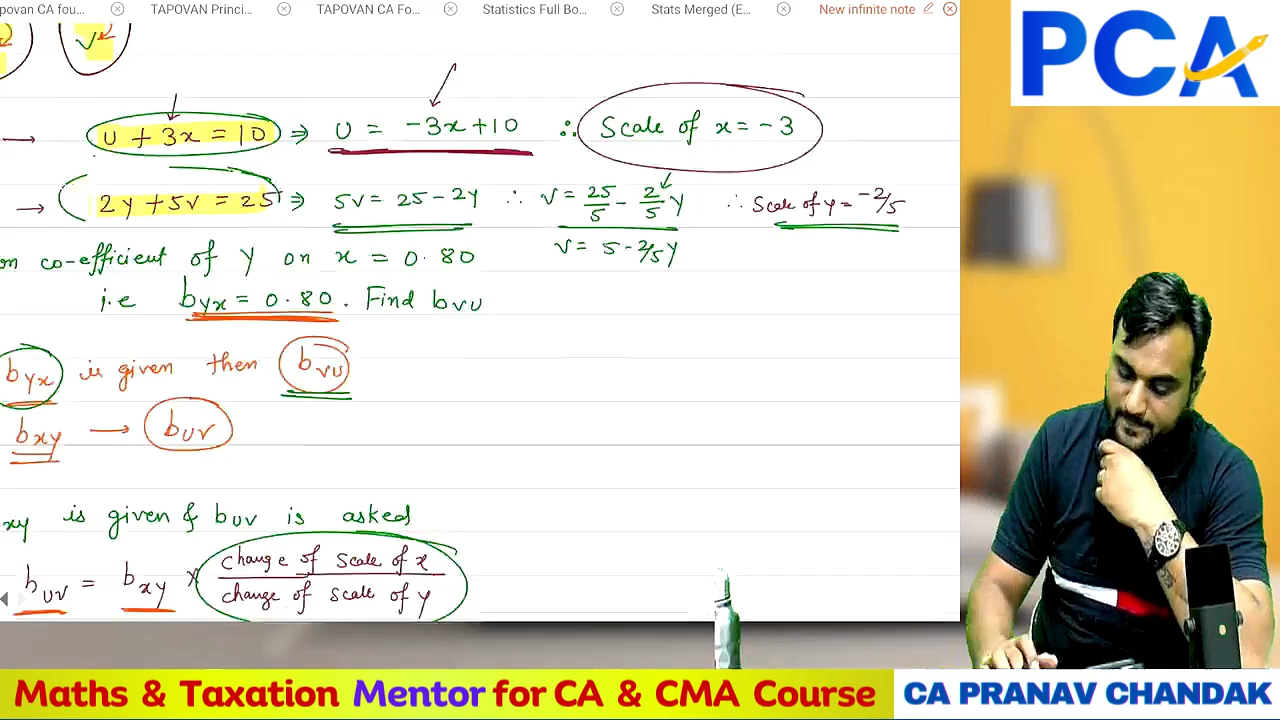 TAPOVAN Princi...
TAPOVAN CA Fo...
Statistics Full Bo...
Stats Merged (E...
New infinite note
PCA
v
→ U + 3x = 10 ⇒ U = -3x+10 ∴ Scale of x = -3
→ 2y + 5v = 25 ⇒ 5v = 25 - 2y ∴ v = 25/5 - 2/5 y ∴ Scale of y = -2/5
v = 5 - 2/5 y
on co-efficient of y on x = 0.80
i.e byx = 0.80. Find bvu
byx is given then bvu
bxy → buv
xy is given & buv is asked
buv = bxy × change of scale of x / change of scale of y
Maths & Taxation Mentor for CA & CMA Course
CA PRANAV CHANDAK